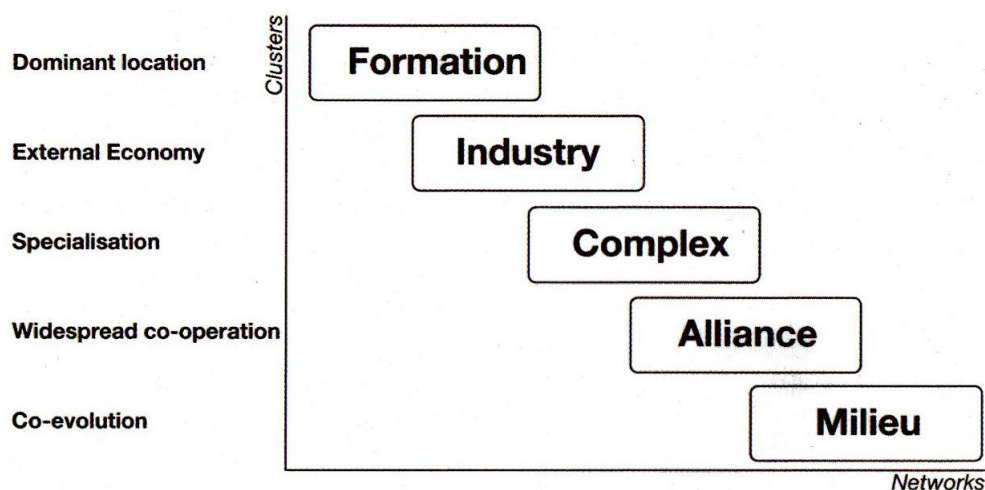 Clusters
Dominant location
Formation
External Economy
Industry
Specialisation
Complex
Widespread co-operation
Alliance
Co-evolution
Milieu
Networks